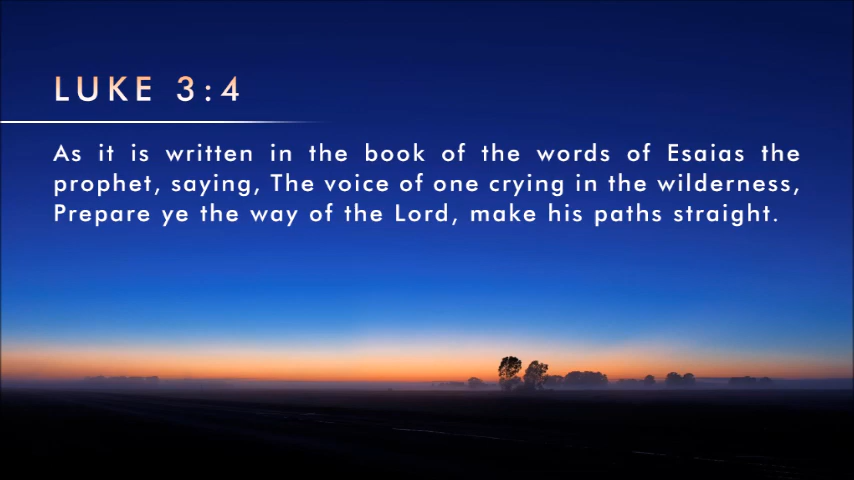 LUKE 3:4
As it is written in the book of the words of Esaias the
prophet, saying, The voice of one crying in the wilderness,
Prepare ye the way of the Lord, make his paths straight.